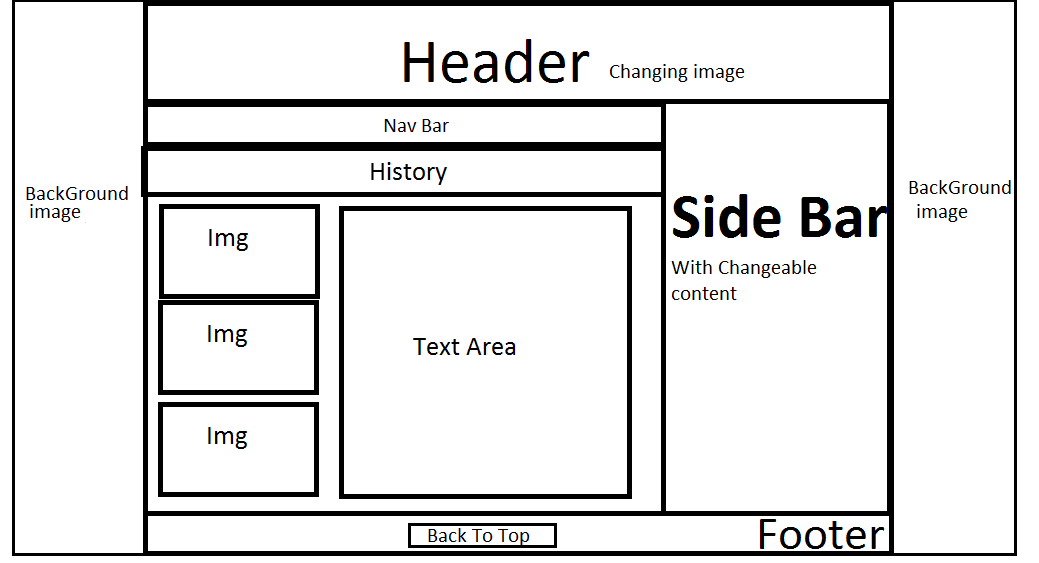 Header
Changing image
Nav Bar
History
BackGround
image
Img
Img
Img
Text Area
Side Bar
With Changeable
content
BackGround
image
Back To Top
Footer